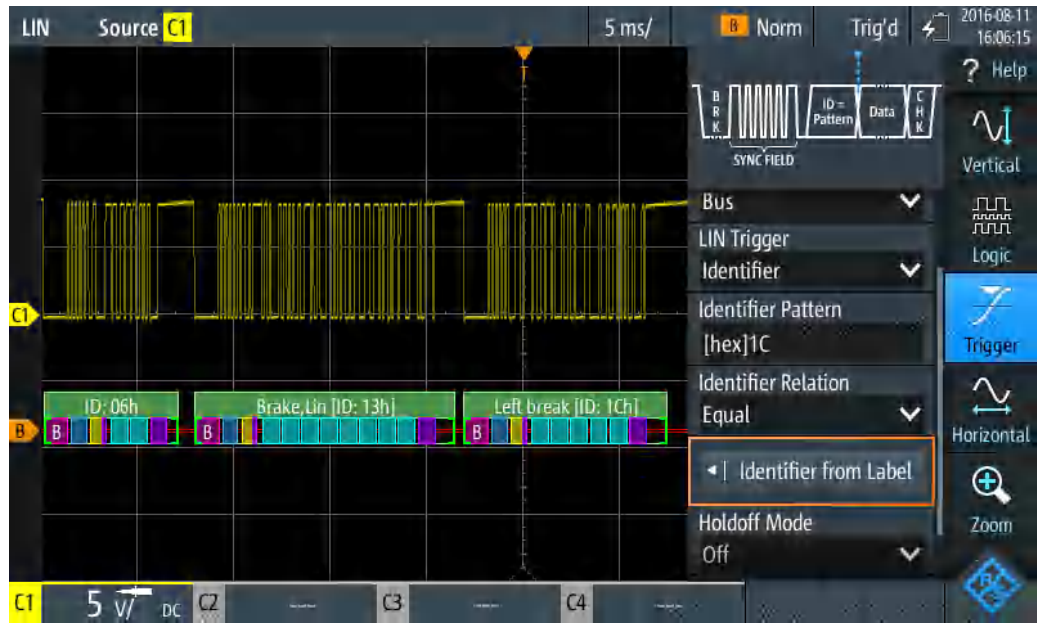 LIN Source C1 5 ms/ B Norm Trig'd 2016-08-11
16:06:15
? Help
B
R
K
ID =
Pattern
Data
C
H
K
SYNC FIELD
Vertical
Bus
LIN Trigger
Logic
Identifier
C1
Identifier Pattern
[hex]1C
Trigger
Identifier Relation
ID: 06h Brake,Lin [ID: 13h] Left break [ID: 1Ch]
Equal
B B B B
Horizontal
Identifier from Label
Holdoff Mode
Zoom
Off
C1 5 V/ DC C2 C3 C4
R&S